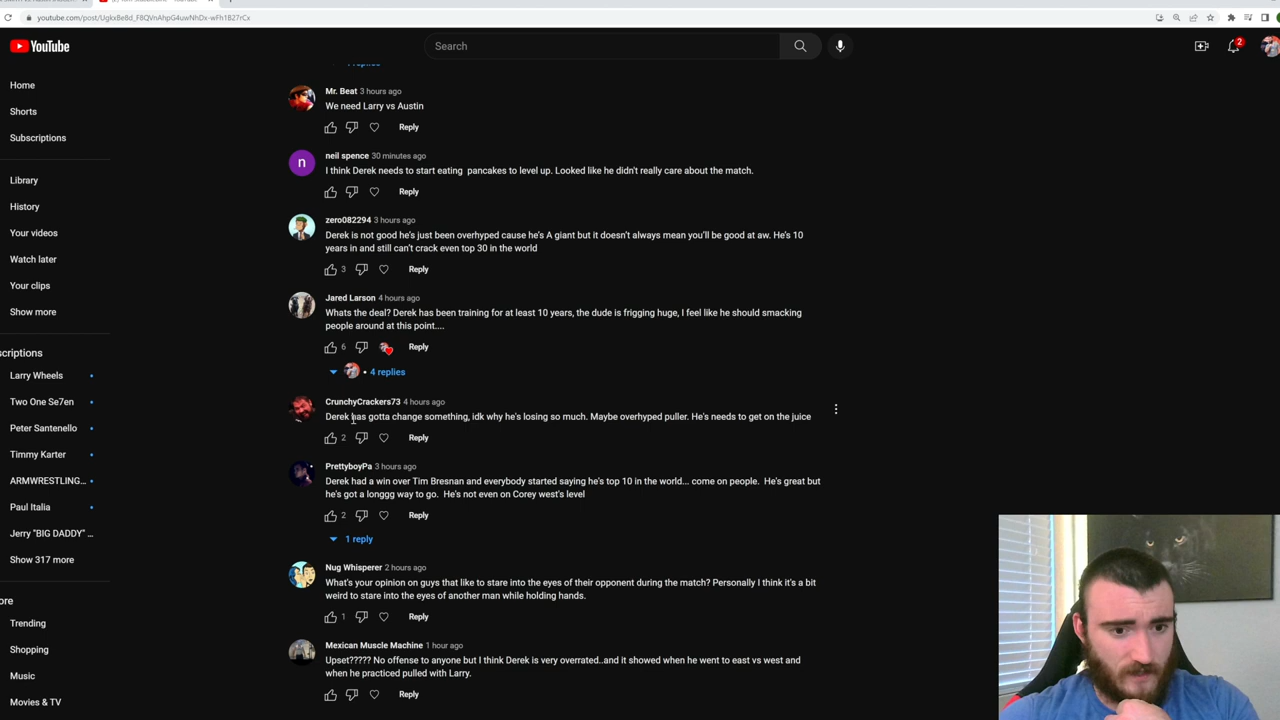 youtube.com/post/UgkxBe8d_F8QVnAhpG4uwNhDx-wFh1B27rCx
YouTube
Search
2
Home
Shorts
Subscriptions
Library
History
Your videos
Watch later
Your clips
Show more
scriptions
Larry Wheels
Two One Se7en
Peter Santenello
Timmy Karter
ARMWRESTLING...
Paul Italia
Jerry "BIG DADDY" ...
Show 317 more
ore
Trending
Shopping
Music
Movies & TV
replies
Mr. Beat 3 hours ago
We need Larry vs Austin
Reply
n
neil spence 30 minutes ago
I think Derek needs to start eating pancakes to level up. Looked like he didn't really care about the match.
Reply
zero082294 3 hours ago
Derek is not good he's just been overhyped cause he's A giant but it doesn't always mean you'll be good at aw. He's 10
years in and still can't crack even top 30 in the world
3 Reply
Jared Larson 4 hours ago
Whats the deal? Derek has been training for at least 10 years, the dude is frigging huge, I feel like he should smacking
people around at this point....
6 Reply
• 4 replies
CrunchyCrackers73 4 hours ago
Derek has gotta change something, idk why he's losing so much. Maybe overhyped puller. He's needs to get on the juice
2 Reply
PrettyboyPa 3 hours ago
Derek had a win over Tim Bresnan and everybody started saying he's top 10 in the world... come on people. He's great but
he's got a longgg way to go. He's not even on Corey west's level
2 Reply
1 reply
Nug Whisperer 2 hours ago
What's your opinion on guys that like to stare into the eyes of their opponent during the match? Personally I think it's a bit
weird to stare into the eyes of another man while holding hands.
1 Reply
Mexican Muscle Machine 1 hour ago
Upset????? No offense to anyone but I think Derek is very overrated..and it showed when he went to east vs west and
when he practiced pulled with Larry.
Reply